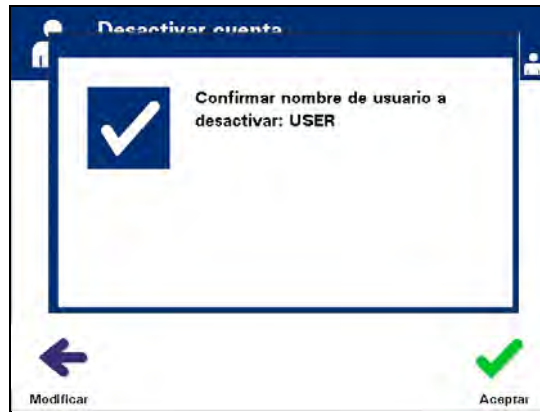 Desactivar cuenta
Confirmar nombre de usuario a
desactivar: USER
Modificar
Aceptar